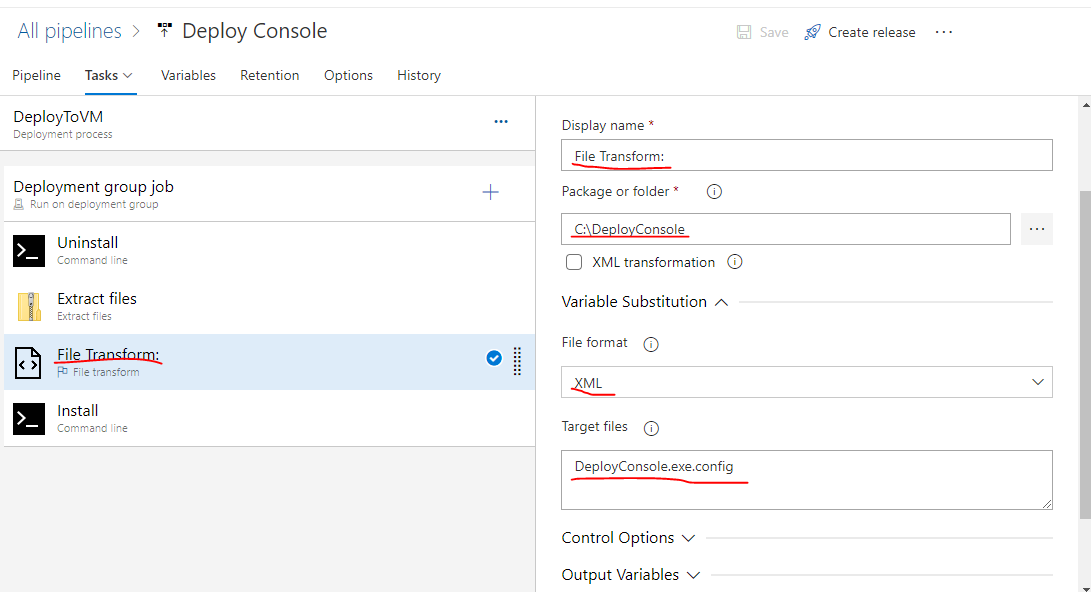 All pipelines > Deploy Console
Save Create release ...
Pipeline Tasks Variables Retention Options History
DeployToVM
Deployment process
...
Deployment group job
Run on deployment group
Uninstall
Command line
Extract files
Extract files
File Transform:
File transform
Install
Command line
Display name *
File Transform:
Package or folder *
C:\DeployConsole
...
XML transformation
Variable Substitution
File format
XML
Target files
DeployConsole.exe.config
Control Options
Output Variables